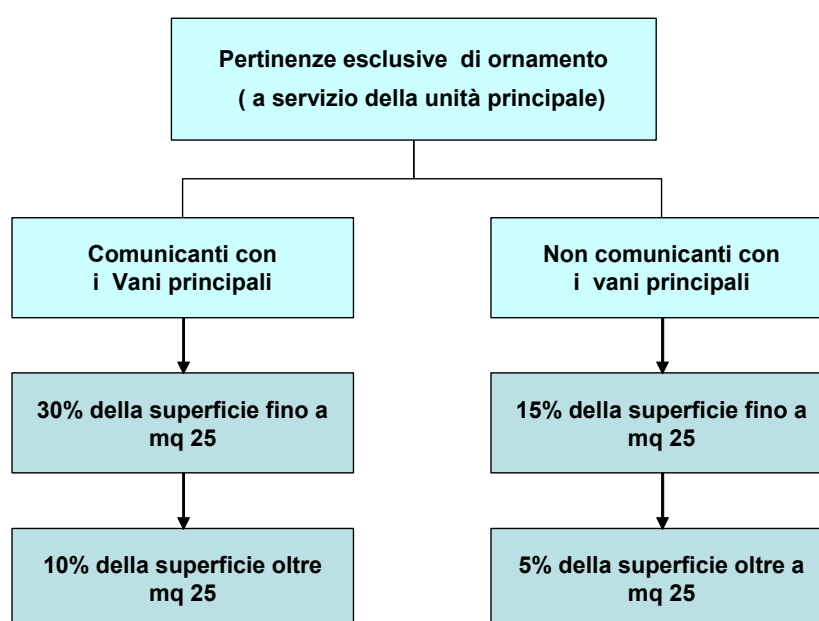 Pertinenze esclusive di ornamento
( a servizio della unità principale)
Comunicanti con
i Vani principali
Non comunicanti con
i vani principali
30% della superficie fino a
mq 25
15% della superficie fino a
mq 25
10% della superficie oltre
mq 25
5% della superficie oltre a
mq 25